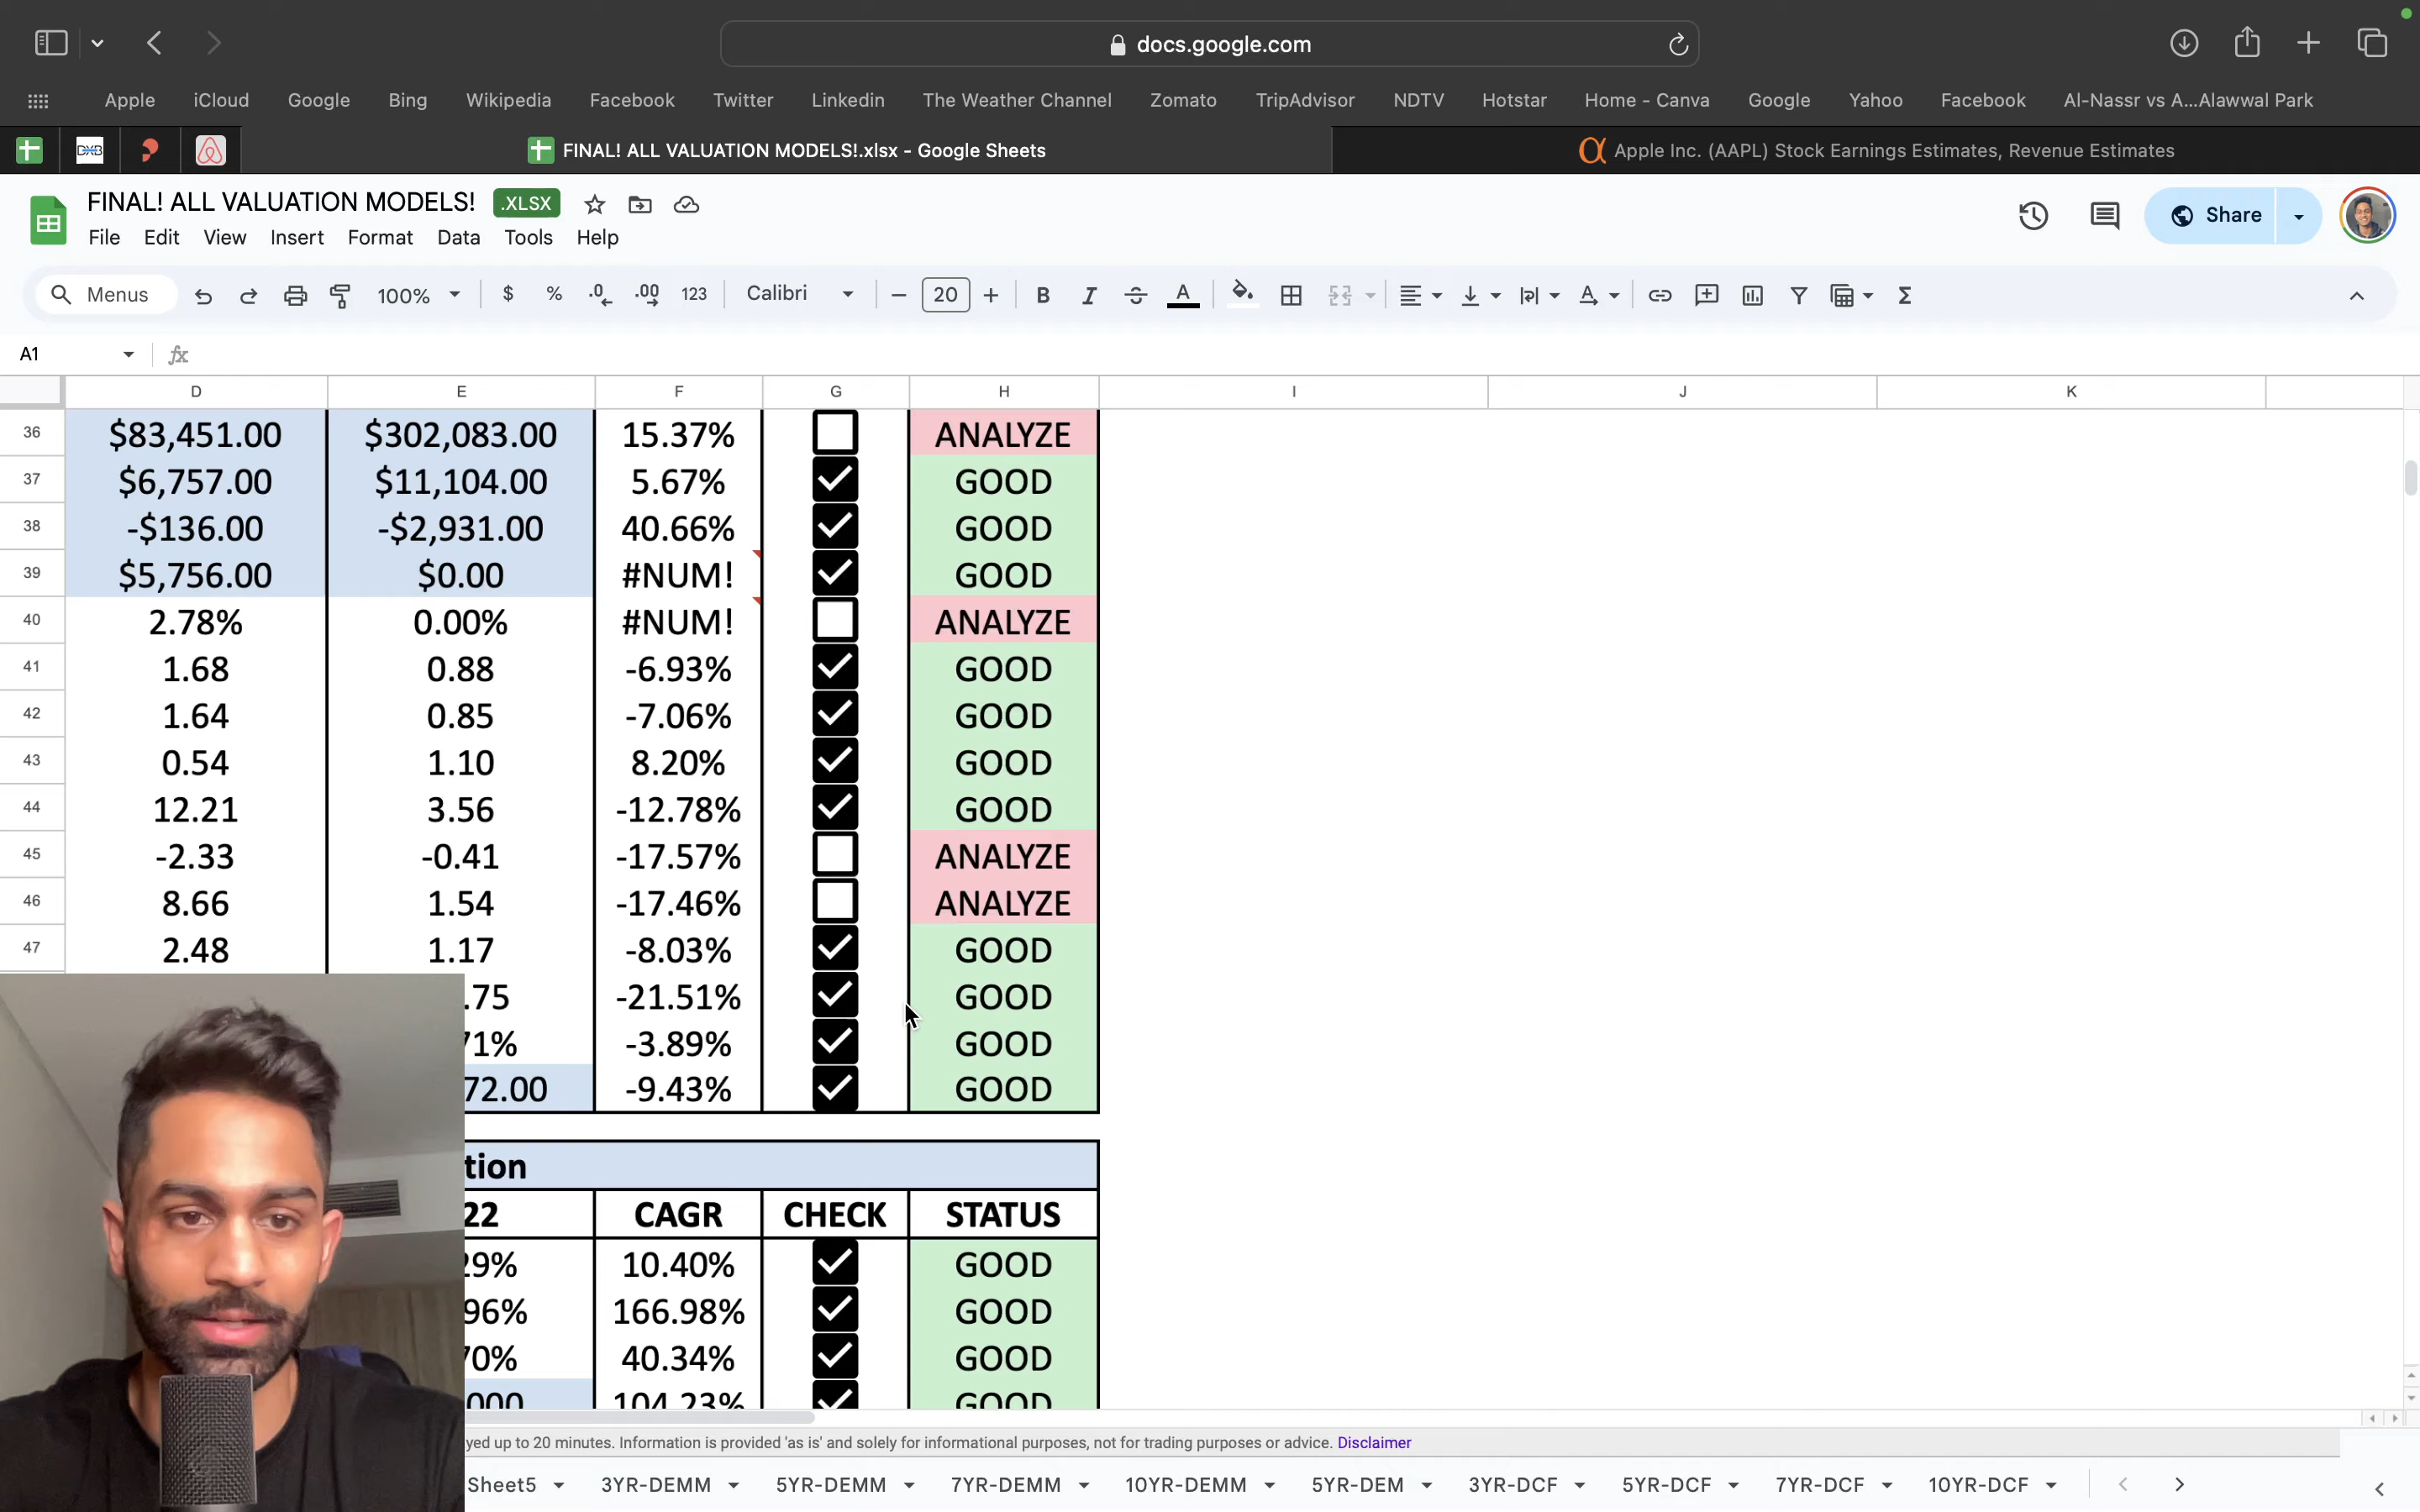 docs.google.com
Apple iCloud Google Bing Wikipedia Facebook Twitter Linkedin The Weather Channel Zomato TripAdvisor NDTV Hotstar Home - Canva Google Yahoo Facebook Al-Nassr vs A...Alawwal Park
DXB FINAL! ALL VALUATION MODELS!.xlsx - Google Sheets Apple Inc. (AAPL) Stock Earnings Estimates, Revenue Estimates
FINAL! ALL VALUATION MODELS! .XLSX
File Edit View Insert Format Data Tools Help Share
Menus 100% $ % .0 .00 123 Calibri 20 B I A
A1 fx
D E F G H I J K
36 $83,451.00 $302,083.00 15.37% ANALYZE
37 $6,757.00 $11,104.00 5.67% GOOD
38 -$136.00 -$2,931.00 40.66% GOOD
39 $5,756.00 $0.00 #NUM! GOOD
40 2.78% 0.00% #NUM! ANALYZE
41 1.68 0.88 -6.93% GOOD
42 1.64 0.85 -7.06% GOOD
43 0.54 1.10 8.20% GOOD
44 12.21 3.56 -12.78% GOOD
45 -2.33 -0.41 -17.57% ANALYZE
46 8.66 1.54 -17.46% ANALYZE
47 2.48 1.17 -8.03% GOOD
.75 -21.51% GOOD
71% -3.89% GOOD
72.00 -9.43% GOOD
tion
22 CAGR CHECK STATUS
29% 10.40% GOOD
96% 166.98% GOOD
70% 40.34% GOOD
000 104.23% GOOD
yed up to 20 minutes. Information is provided 'as is' and solely for informational purposes, not for trading purposes or advice. Disclaimer
Sheet5 3YR-DEMM 5YR-DEMM 7YR-DEMM 10YR-DEMM 5YR-DEM 3YR-DCF 5YR-DCF 7YR-DCF 10YR-DCF